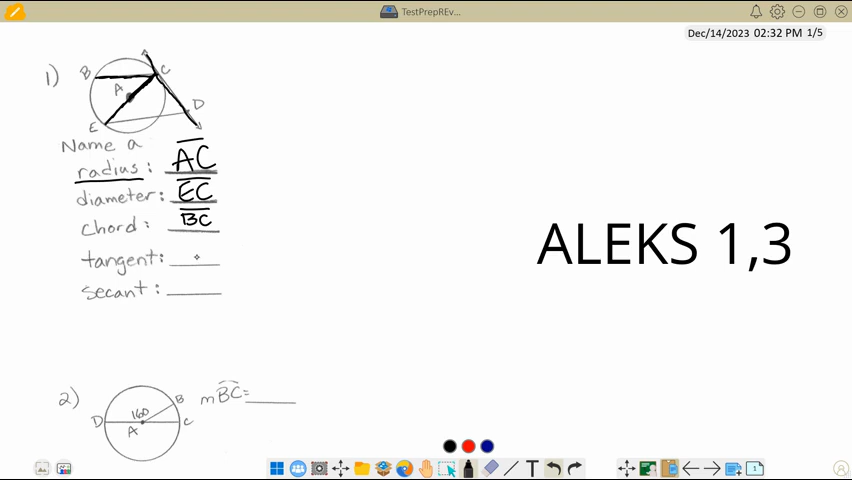 TestPrepREv...
Dec/14/2023 02:32 PM 1/5
1)
B
C
A
D
E
Name a
radius: AC
diameter: EC
chord: BC
tangent:
secant:
ALEKS 1,3
2)
160
D
A
B
C
mBC=
T
1